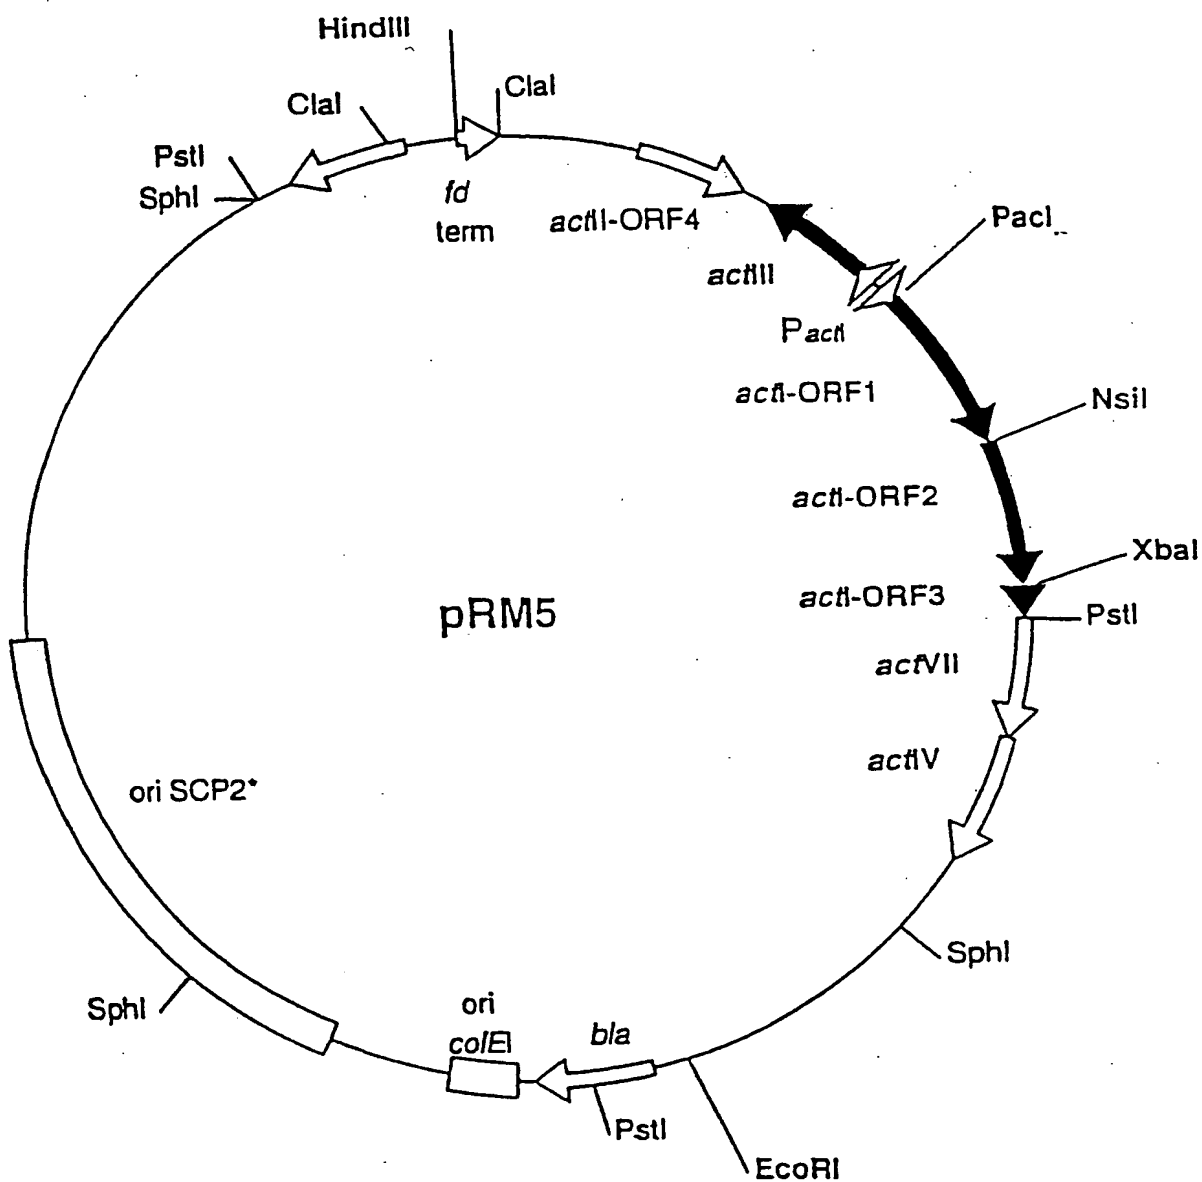 HindIII
ClaI
ClaI
PstI
SphI
fd
term
actII-ORF4
PacI
actIII
PactI
actI-ORF1
NsiI
actI-ORF2
XbaI
actI-ORF3
pRM5
PstI
actVII
actIV
ori SCP2*
SphI
SphI
ori
colEI
bla
PstI
EcoRI